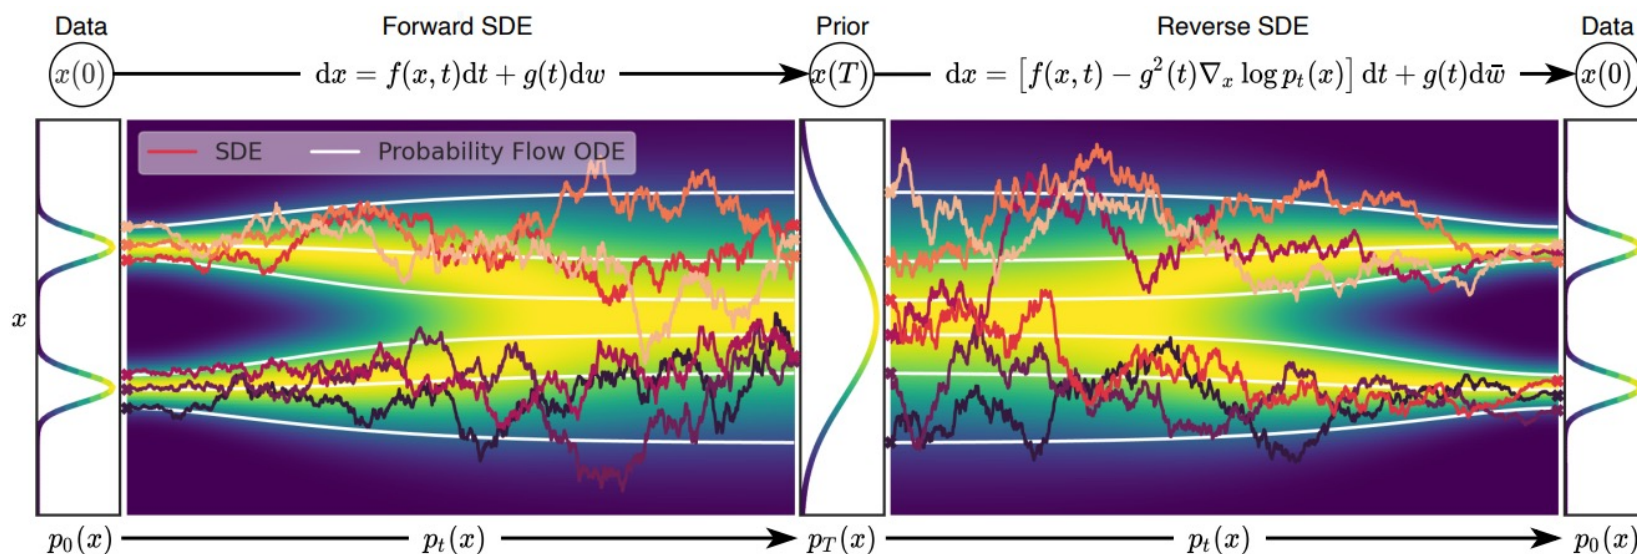 Data Forward SDE Prior Reverse SDE Data
x(0) dx = f(x, t)dt + g(t)dw x(T) dx = [f(x, t) − g²(t)∇ₓ log pₜ(x)] dt + g(t)dw̄ x(0)
SDE Probability Flow ODE
x
p₀(x) pₜ(x) p_T(x) pₜ(x) p₀(x)